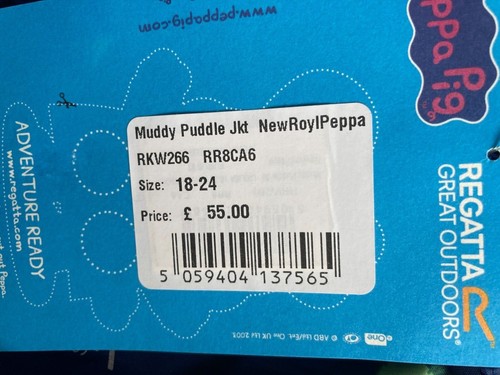 www.peppapig.com
Peppa Pig
Muddy Puddle Jkt NewRoylPeppa
RKW266 RR8CA6
Size: 18-24
Price: £ 55.00
5 059404 137565
ADVENTURE READY
www.regatta.com
REGATTA
GREAT OUTDOORS®
eOne